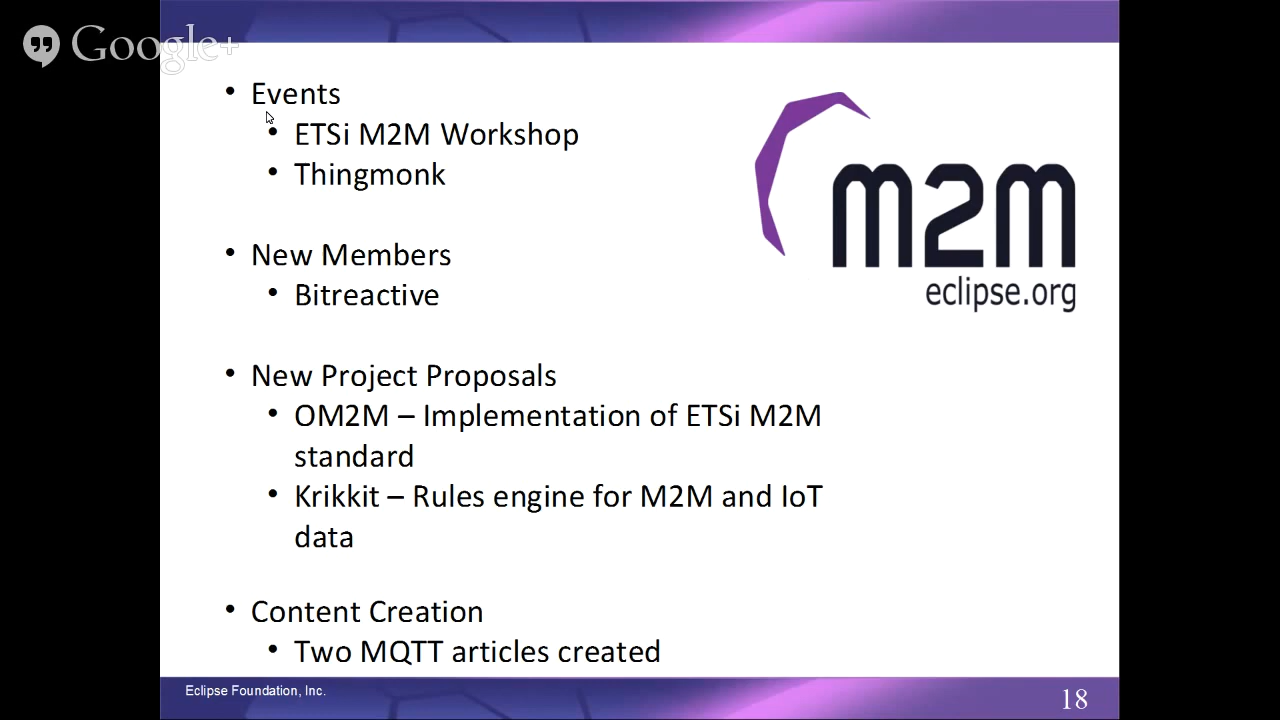 Google+
• Events
• ETSi M2M Workshop
• Thingmonk
• New Members
• Bitreactive
• New Project Proposals
• OM2M – Implementation of ETSi M2M
standard
• Krikkit – Rules engine for M2M and IoT
data
• Content Creation
• Two MQTT articles created
m2m
eclipse.org
Eclipse Foundation, Inc.
18